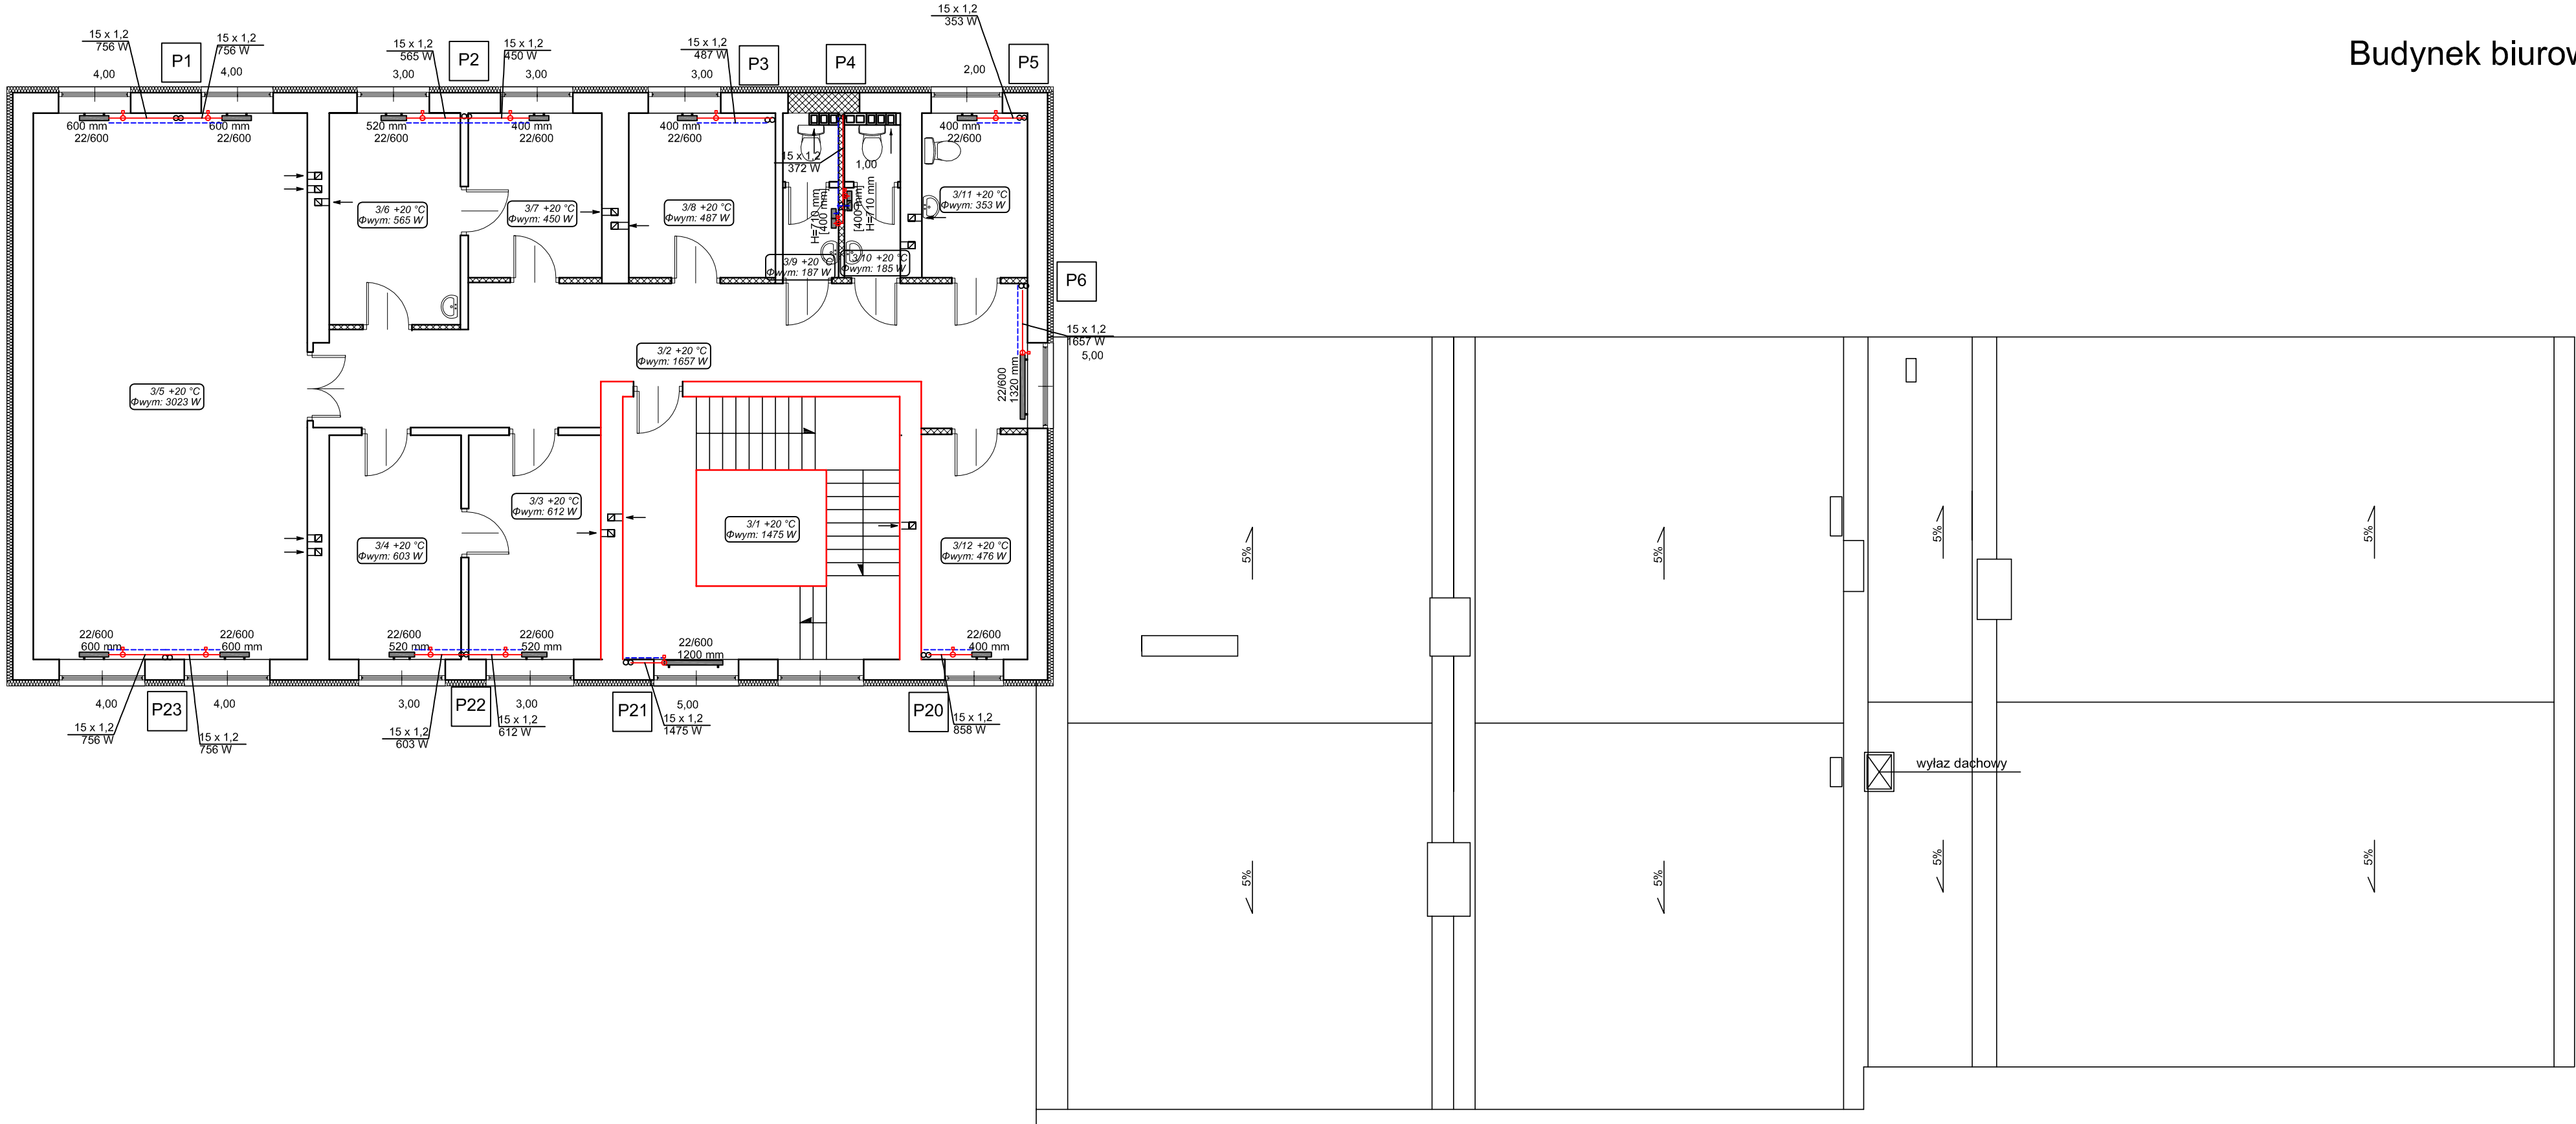 Budynek biurow
15 x 1,2
756 W
P1
15 x 1,2
756 W
4,00
4,00
15 x 1,2
565 W
P2
15 x 1,2
450 W
3,00
3,00
15 x 1,2
487 W
P3
3,00
P4
15 x 1,2
353 W
P5
2,00
600 mm
22/600
600 mm
22/600
520 mm
22/600
400 mm
22/600
400 mm
22/600
400 mm
22/600
15 x 1,2
372 W
1,00
H=710 mm
[400 mm]
[400 mm]
H=710 mm
3/6 +20 °C
Φwym: 565 W
3/7 +20 °C
Φwym: 450 W
3/8 +20 °C
Φwym: 487 W
3/11 +20 °C
Φwym: 353 W
3/9 +20 °C
Φwym: 187 W
3/10 +20 °C
Φwym: 185 W
P6
15 x 1,2
1657 W
5,00
22/600
1320 mm
3/2 +20 °C
Φwym: 1657 W
3/5 +20 °C
Φwym: 3023 W
3/3 +20 °C
Φwym: 612 W
3/1 +20 °C
Φwym: 1475 W
3/4 +20 °C
Φwym: 603 W
3/12 +20 °C
Φwym: 476 W
5%
5%
5%
5%
22/600
600 mm
22/600
600 mm
22/600
520 mm
22/600
520 mm
22/600
1200 mm
22/600
400 mm
4,00
P23
4,00
15 x 1,2
756 W
15 x 1,2
756 W
3,00
P22
3,00
15 x 1,2
603 W
15 x 1,2
612 W
P21
5,00
15 x 1,2
1475 W
P20
15 x 1,2
858 W
wyłaz dachowy
5%
5%
5%
5%